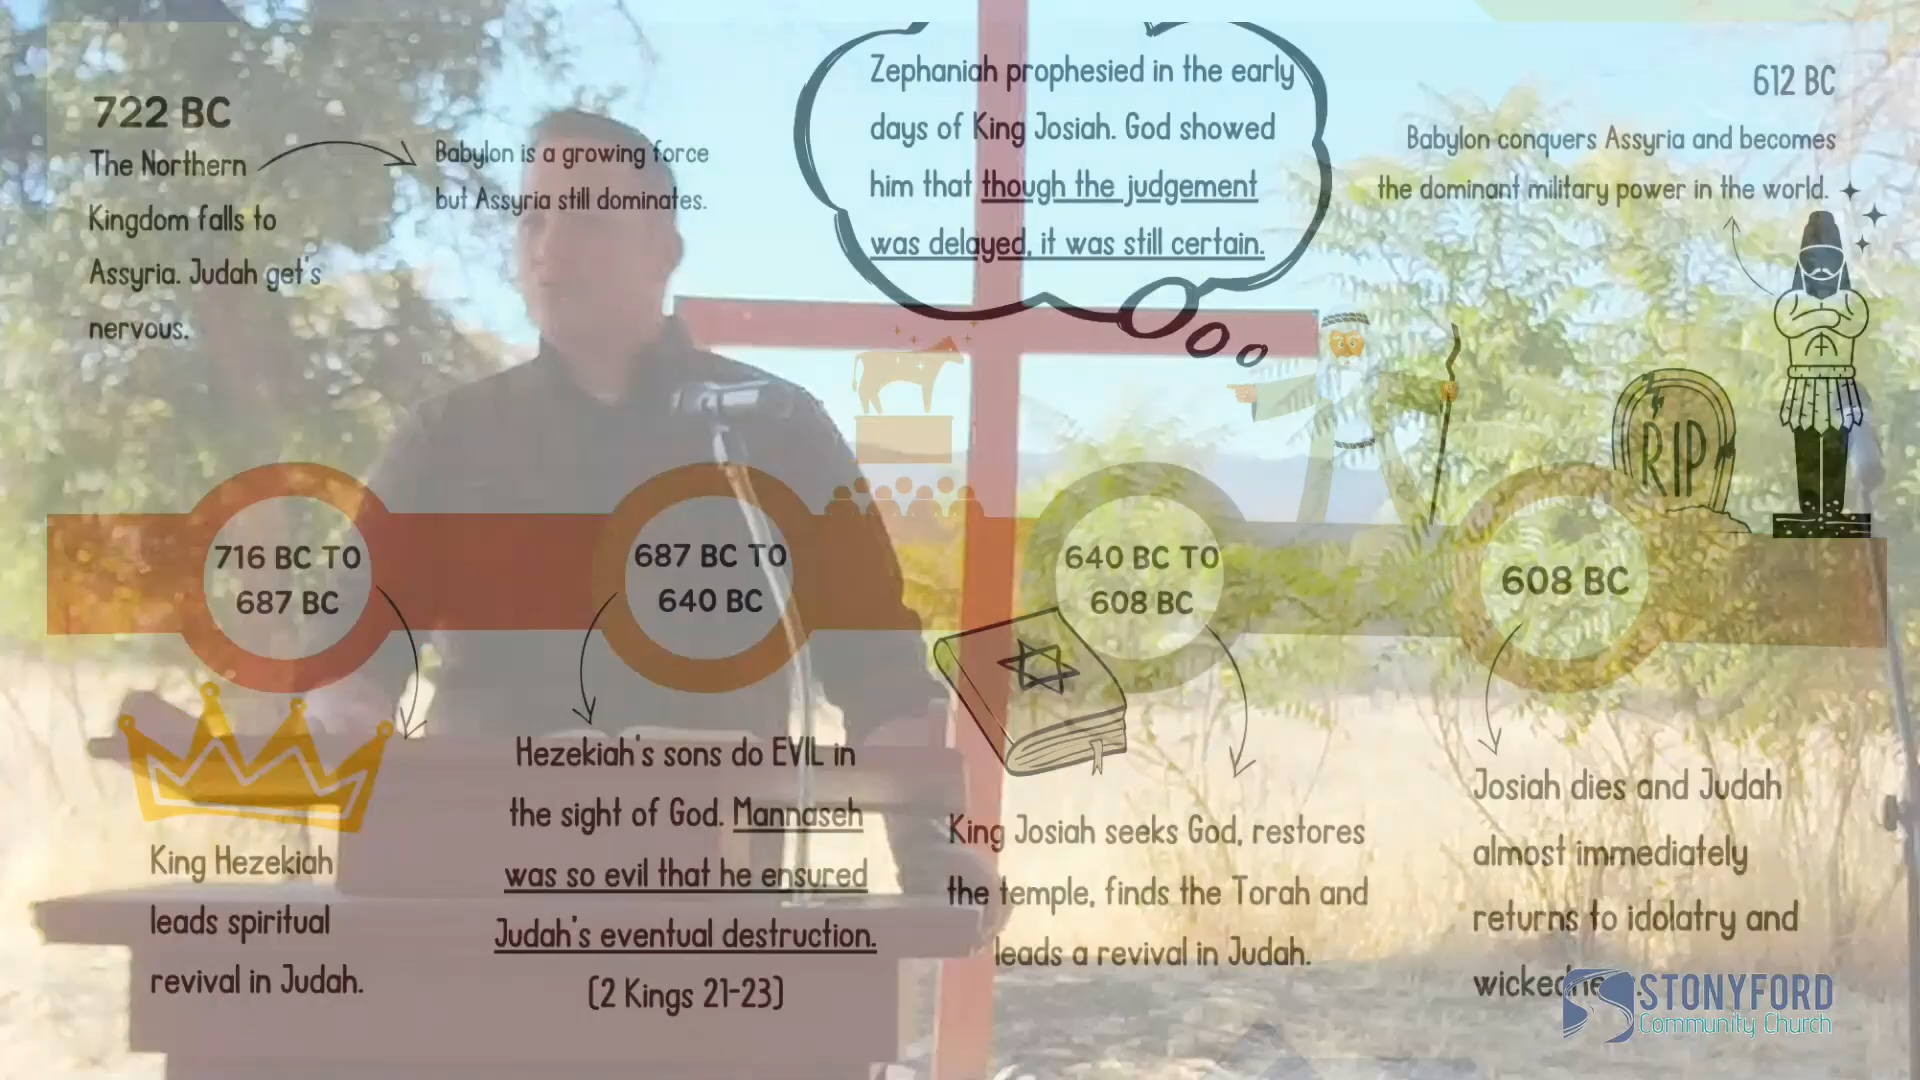 722 BC
The Northern
Kingdom falls to
Assyria. Judah get's
nervous.
Babylon is a growing force
but Assyria still dominates.
Zephaniah prophesied in the early
days of King Josiah. God showed
him that though the judgement
was delayed, it was still certain.
612 BC
Babylon conquers Assyria and becomes
the dominant military power in the world.
RIP
716 BC TO
687 BC
687 BC TO
640 BC
640 BC TO
608 BC
608 BC
King Hezekiah
leads spiritual
revival in Judah.
Hezekiah's sons do EVIL in
the sight of God. Mannaseh
was so evil that he ensured
Judah's eventual destruction.
(2 Kings 21-23)
King Josiah seeks God, restores
the temple, finds the Torah and
leads a revival in Judah.
Josiah dies and Judah
almost immediately
returns to idolatry and
STONYFORD
Community Church